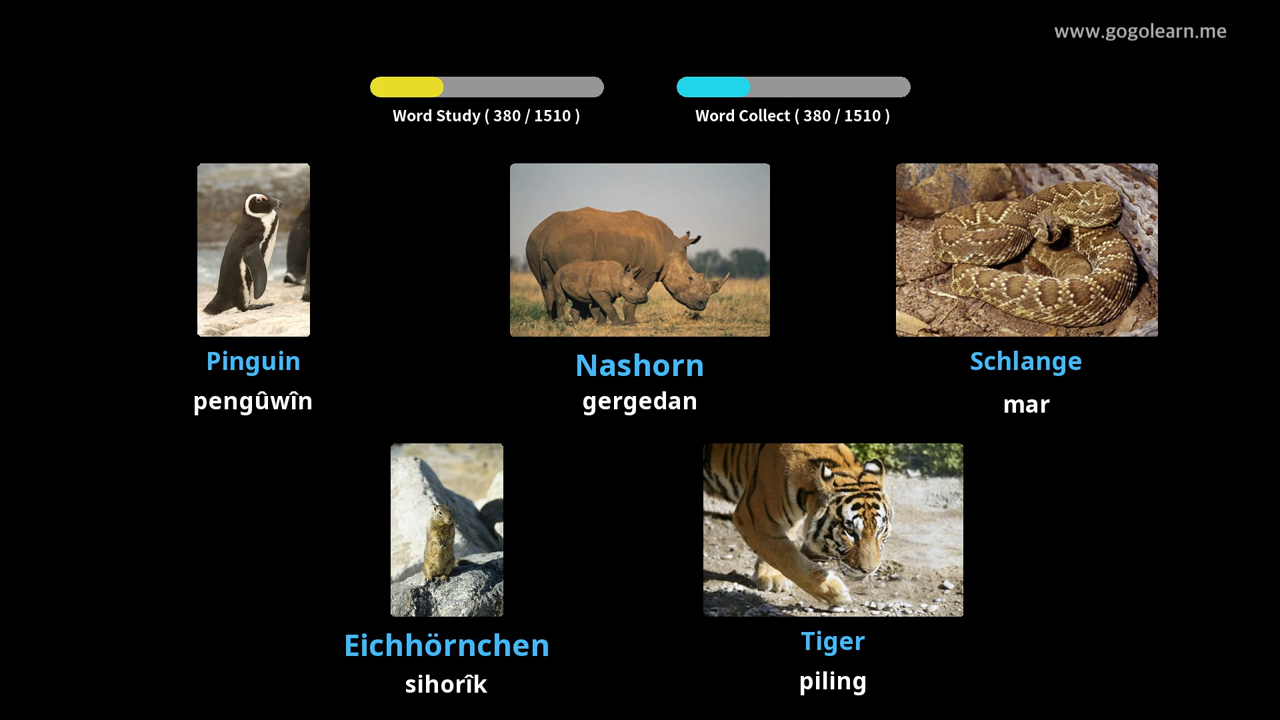 www.gogolearn.me
Word Study ( 380 / 1510 )
Word Collect ( 380 / 1510 )
Pinguin
pengûwîn
Nashorn
gergedan
Schlange
mar
Eichhörnchen
sihorîk
Tiger
piling